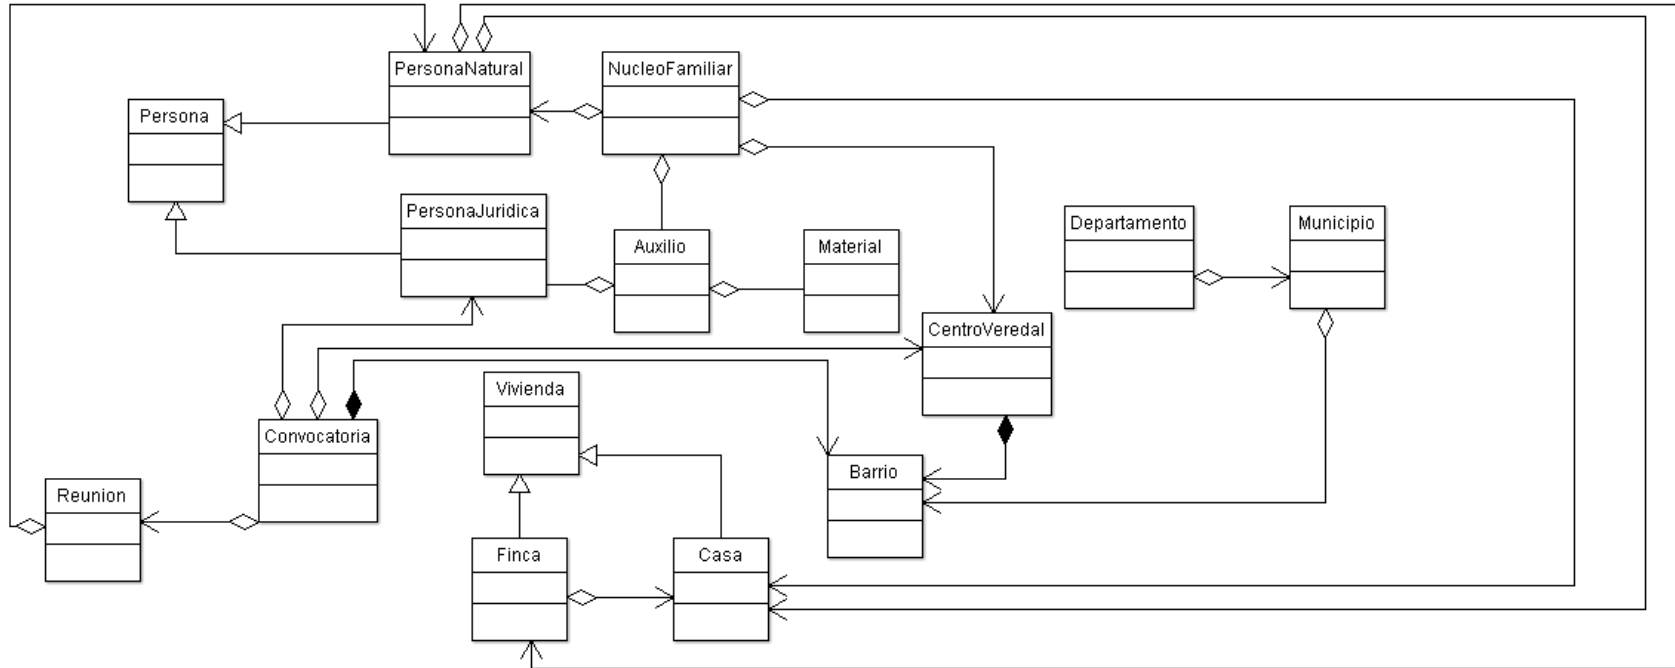 PersonaNatural
NucleoFamiliar
Persona
PersonaJuridica
Auxilio
Material
Departamento
Municipio
CentroVeredal
Vivienda
Convocatoria
Barrio
Reunion
Finca
Casa